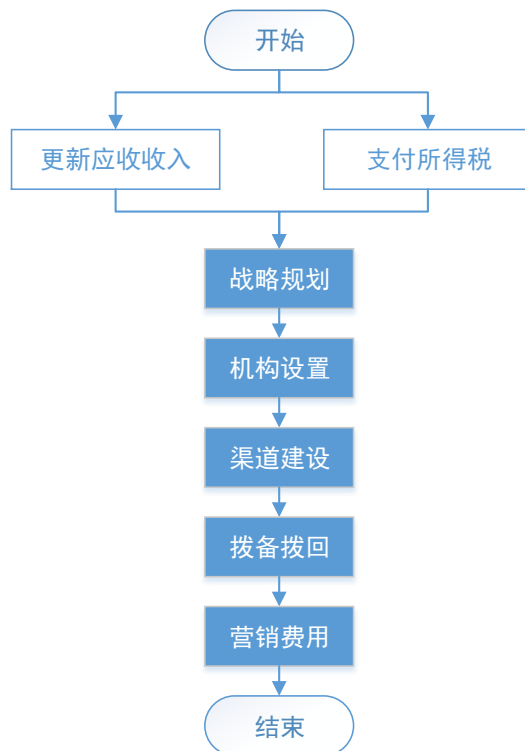 开始
更新应收收入
支付所得税
战略规划
机构设置
渠道建设
拨备拨回
营销费用
结束